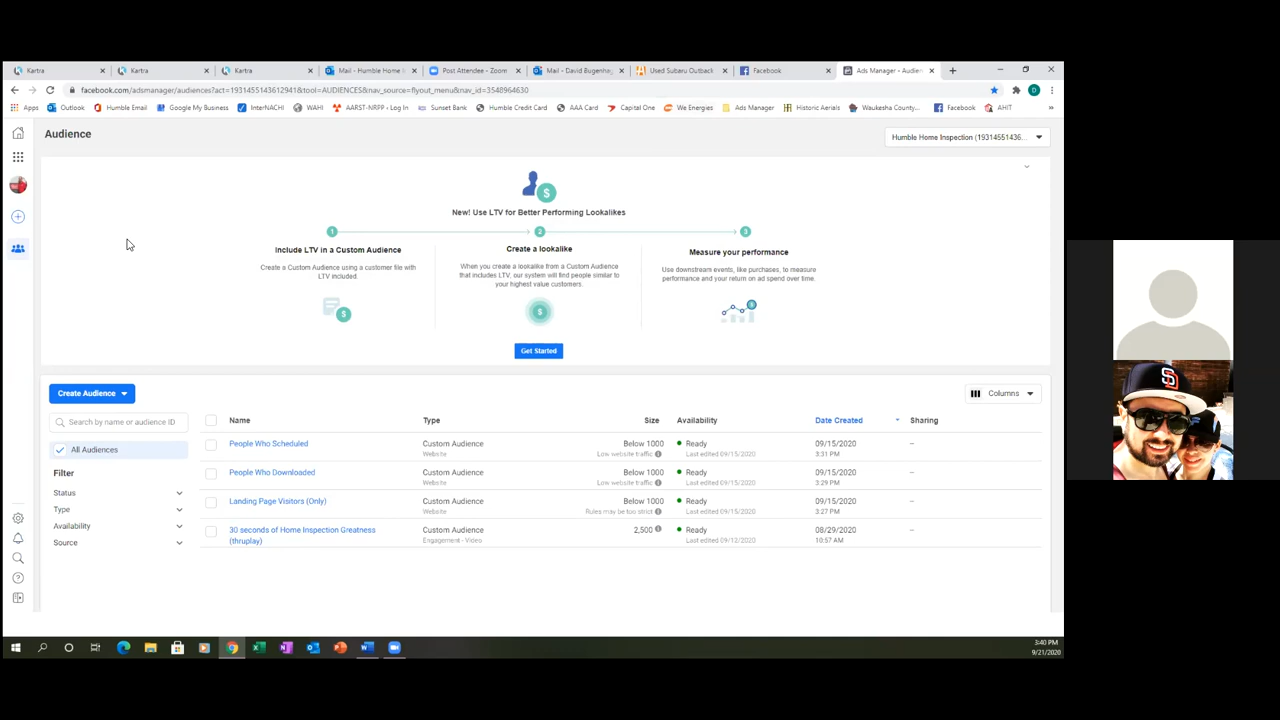 Kartra
Kartra
Kartra
Mail - Humble Home I
Post Attendee - Zoom
Mail - David Bugenhag
Used Subaru Outback
Facebook
Ads Manager - Audien
facebook.com/adsmanager/audiences?act=1931455143612941&tool=AUDIENCES&nav_source=flyout_menu&nav_id=3548964630
D
Apps
Outlook
Humble Email
Google My Business
InterNACHI
WAHI
AARST-NRPP • Log In
Sunset Bank
Humble Credit Card
AAA Card
Capital One
We Energies
Ads Manager
Historic Aerials
Waukesha County...
Facebook
AHIT
Audience
Humble Home Inspection (19314551436...
New! Use LTV for Better Performing Lookalikes
1
2
3
Include LTV in a Custom Audience
Create a Custom Audience using a customer file with
LTV included.
Create a lookalike
When you create a lookalike from a Custom Audience
that includes LTV, our system will find people similar to
your highest value customers.
Measure your performance
Use downstream events, like purchases, to measure
performance and your return on ad spend over time.
Get Started
Create Audience
Columns
Search by name or audience ID
All Audiences
Filter
Status
Type
Availability
Source
Name Type Size Availability Date Created Sharing
People Who Scheduled Custom Audience Below 1000 Ready 09/15/2020 --
Website Low website traffic Last edited 09/15/2020 3:31 PM
People Who Downloaded Custom Audience Below 1000 Ready 09/15/2020 --
Website Low website traffic Last edited 09/15/2020 3:29 PM
Landing Page Visitors (Only) Custom Audience Below 1000 Ready 09/15/2020 --
Website Rules may be too strict Last edited 09/15/2020 3:27 PM
30 seconds of Home Inspection Greatness Custom Audience 2,500 Ready 08/29/2020 --
(thruplay) Engagement - Video Last edited 09/12/2020 10:57 AM
3:40 PM
9/21/2020